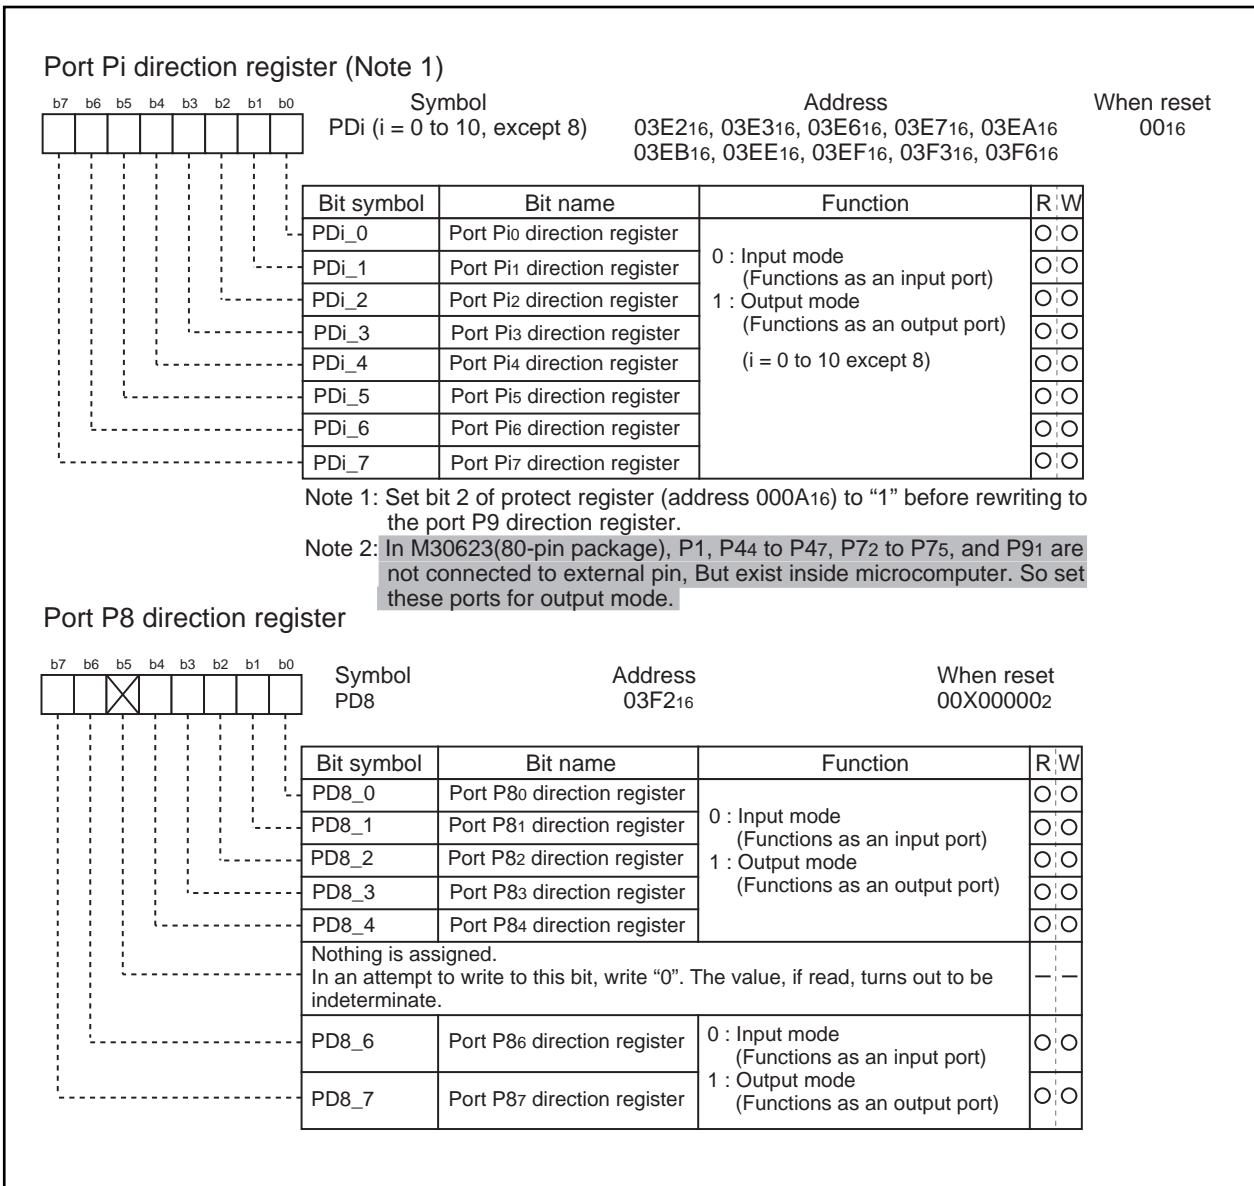 Port Pi direction register (Note 1)
b7 b6 b5 b4 b3 b2 b1 b0
Symbol Address When reset
PDi (i = 0 to 10, except 8) 03E216, 03E316, 03E616, 03E716, 03EA16 0016
03EB16, 03EE16, 03EF16, 03F316, 03F616
Bit symbol Bit name Function R W
PDi_0 Port Pi0 direction register
PDi_1 Port Pi1 direction register
PDi_2 Port Pi2 direction register
PDi_3 Port Pi3 direction register
PDi_4 Port Pi4 direction register
PDi_5 Port Pi5 direction register
PDi_6 Port Pi6 direction register
PDi_7 Port Pi7 direction register
0 : Input mode
(Functions as an input port)
1 : Output mode
(Functions as an output port)
(i = 0 to 10 except 8)
Note 1: Set bit 2 of protect register (address 000A16) to “1” before rewriting to
the port P9 direction register.
Note 2: In M30623(80-pin package), P1, P44 to P47, P72 to P75, and P91 are
not connected to external pin, But exist inside microcomputer. So set
these ports for output mode.
Port P8 direction register
b7 b6 b5 b4 b3 b2 b1 b0
Symbol Address When reset
PD8 03F216 00X000002
Bit symbol Bit name Function R W
PD8_0 Port P80 direction register
PD8_1 Port P81 direction register
PD8_2 Port P82 direction register
PD8_3 Port P83 direction register
PD8_4 Port P84 direction register
0 : Input mode
(Functions as an input port)
1 : Output mode
(Functions as an output port)
Nothing is assigned.
In an attempt to write to this bit, write “0”. The value, if read, turns out to be
indeterminate.
PD8_6 Port P86 direction register
PD8_7 Port P87 direction register
0 : Input mode
(Functions as an input port)
1 : Output mode
(Functions as an output port)